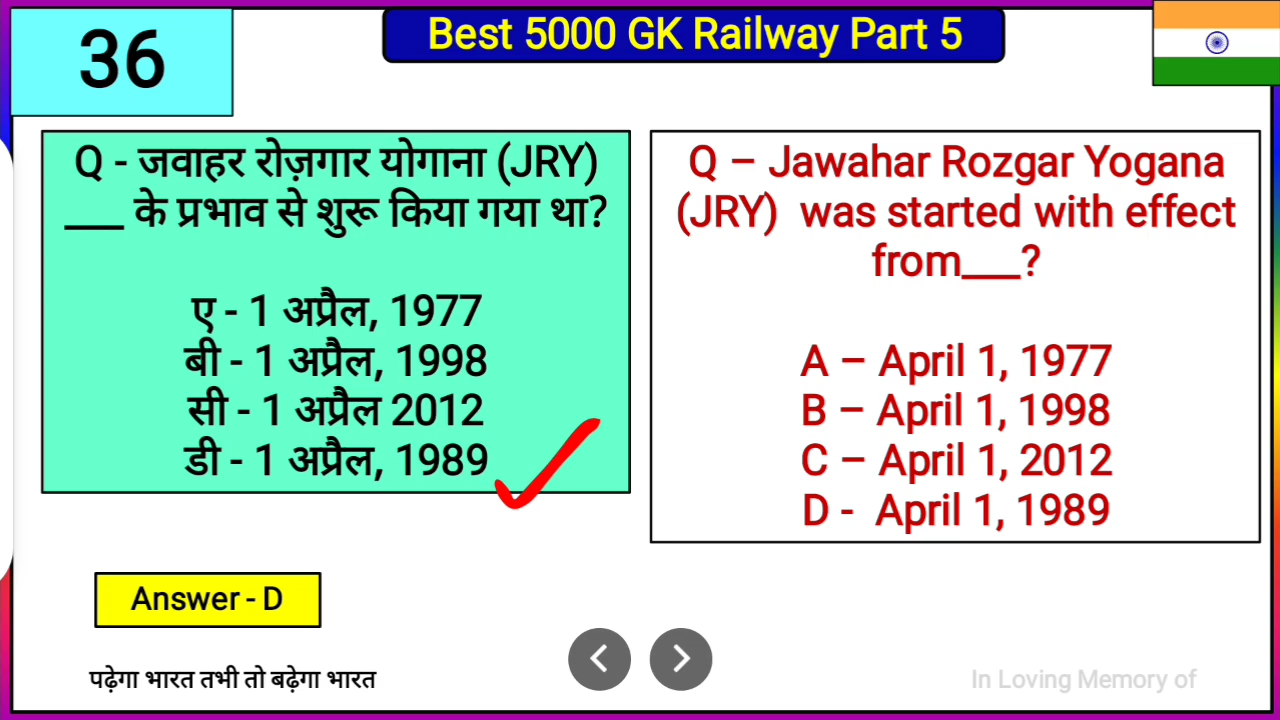 36
Best 5000 GK Railway Part 5
Q - जवाहर रोज़गार योगाना (JRY)
___ के प्रभाव से शुरू किया गया था?
ए - 1 अप्रैल, 1977
बी - 1 अप्रैल, 1998
सी - 1 अप्रैल 2012
डी - 1 अप्रैल, 1989
Q – Jawahar Rozgar Yogana
(JRY) was started with effect
from___?
A – April 1, 1977
B – April 1, 1998
C – April 1, 2012
D - April 1, 1989
Answer - D
पढ़ेगा भारत तभी तो बढ़ेगा भारत
In Loving Memory of